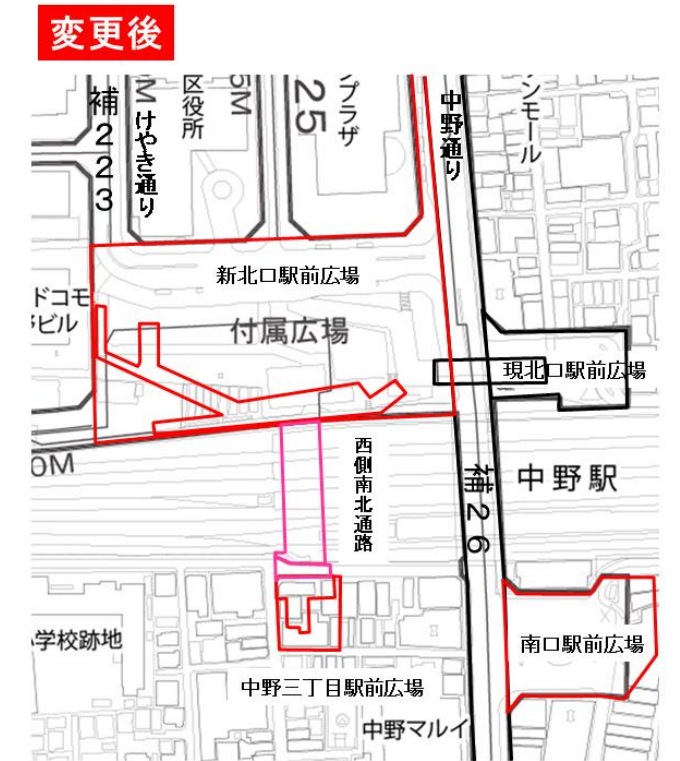 変更後
補223
けやき通り
5M
区役所
25
ンプラザ
中野通り
ンモール
新北口駅前広場
ドコモ
ビル
付属広場
現北口駅前広場
0M
西側南北通路
補26
中野駅
学校跡地
南口駅前広場
中野三丁目駅前広場
中野マルイ